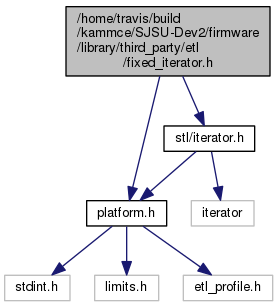 /home/travis/build
/kammce/SJSU-Dev2/firmware
/library/third_party/etl
/fixed_iterator.h
stl/iterator.h
platform.h
iterator
stdint.h
limits.h
etl_profile.h